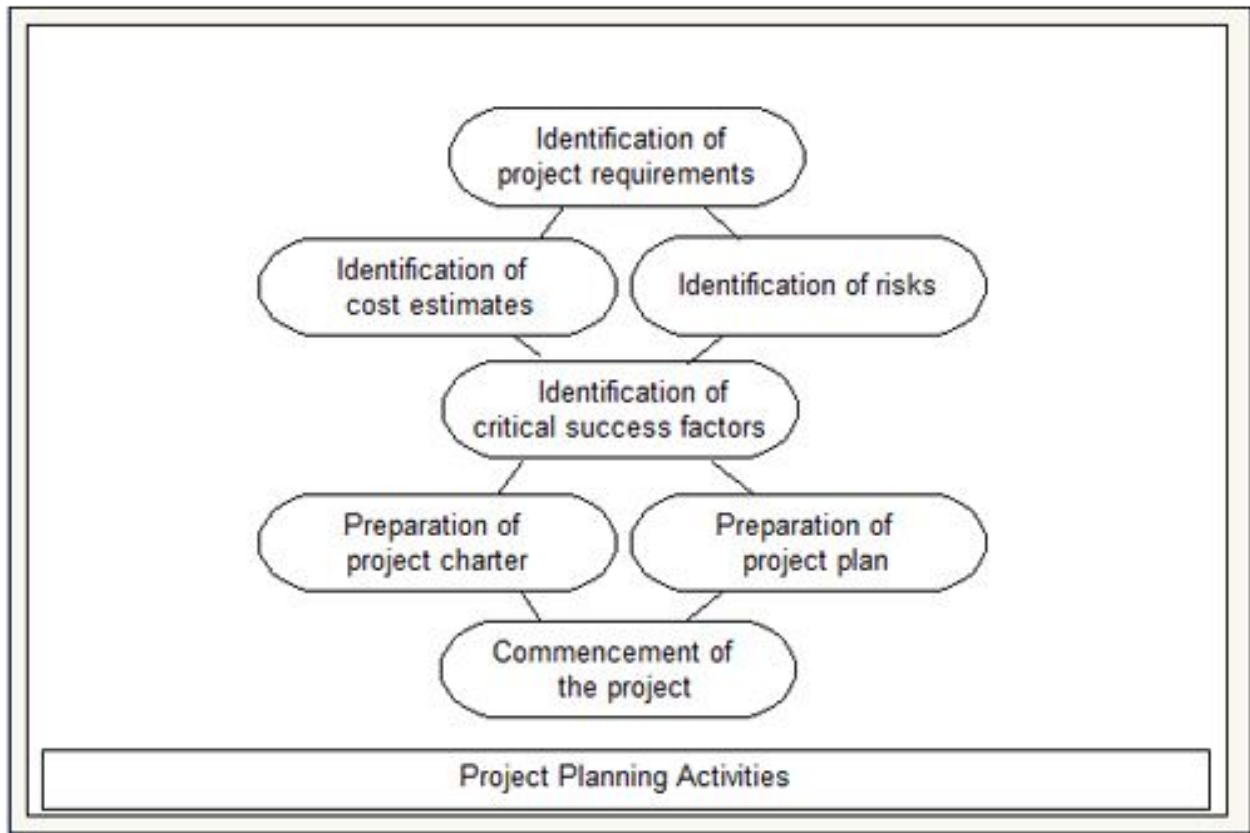 Identification of
project requirements
Identification of
cost estimates
Identification of risks
Identification of
critical success factors
Preparation of
project charter
Preparation of
project plan
Commencement of
the project
Project Planning Activities